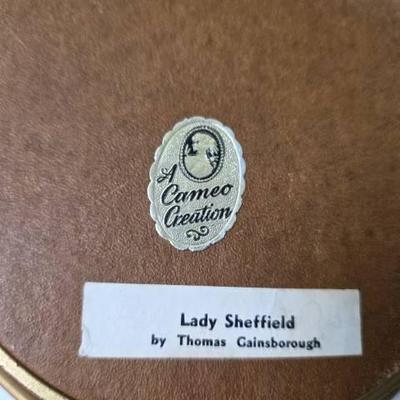 A
Cameo
Creation
Lady Sheffield
by Thomas Gainsborough